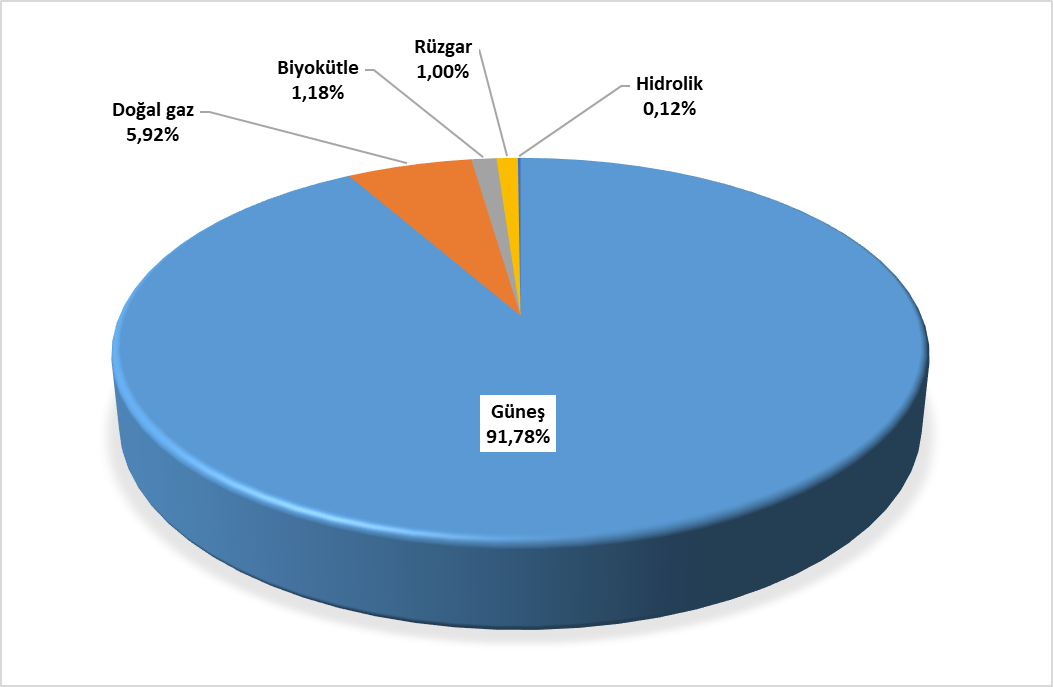 Rüzgar
1,00%
Biyokütle
1,18%
Hidrolik
0,12%
Doğal gaz
5,92%
Güneş
91,78%